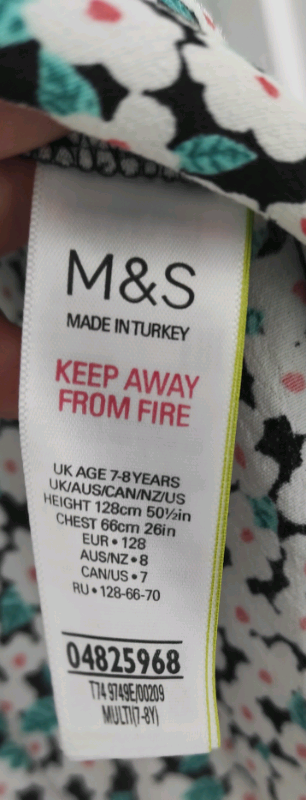 M&S
MADE IN TURKEY
KEEP AWAY
FROM FIRE
UK AGE 7-8 YEARS
UK/AUS/CAN/NZ/US
HEIGHT 128cm 50½in
CHEST 66cm 26in
EUR • 128
AUS/NZ • 8
CAN/US • 7
RU • 128-66-70
04825968
T74 9749E/00209
MULTI(7-8Y)